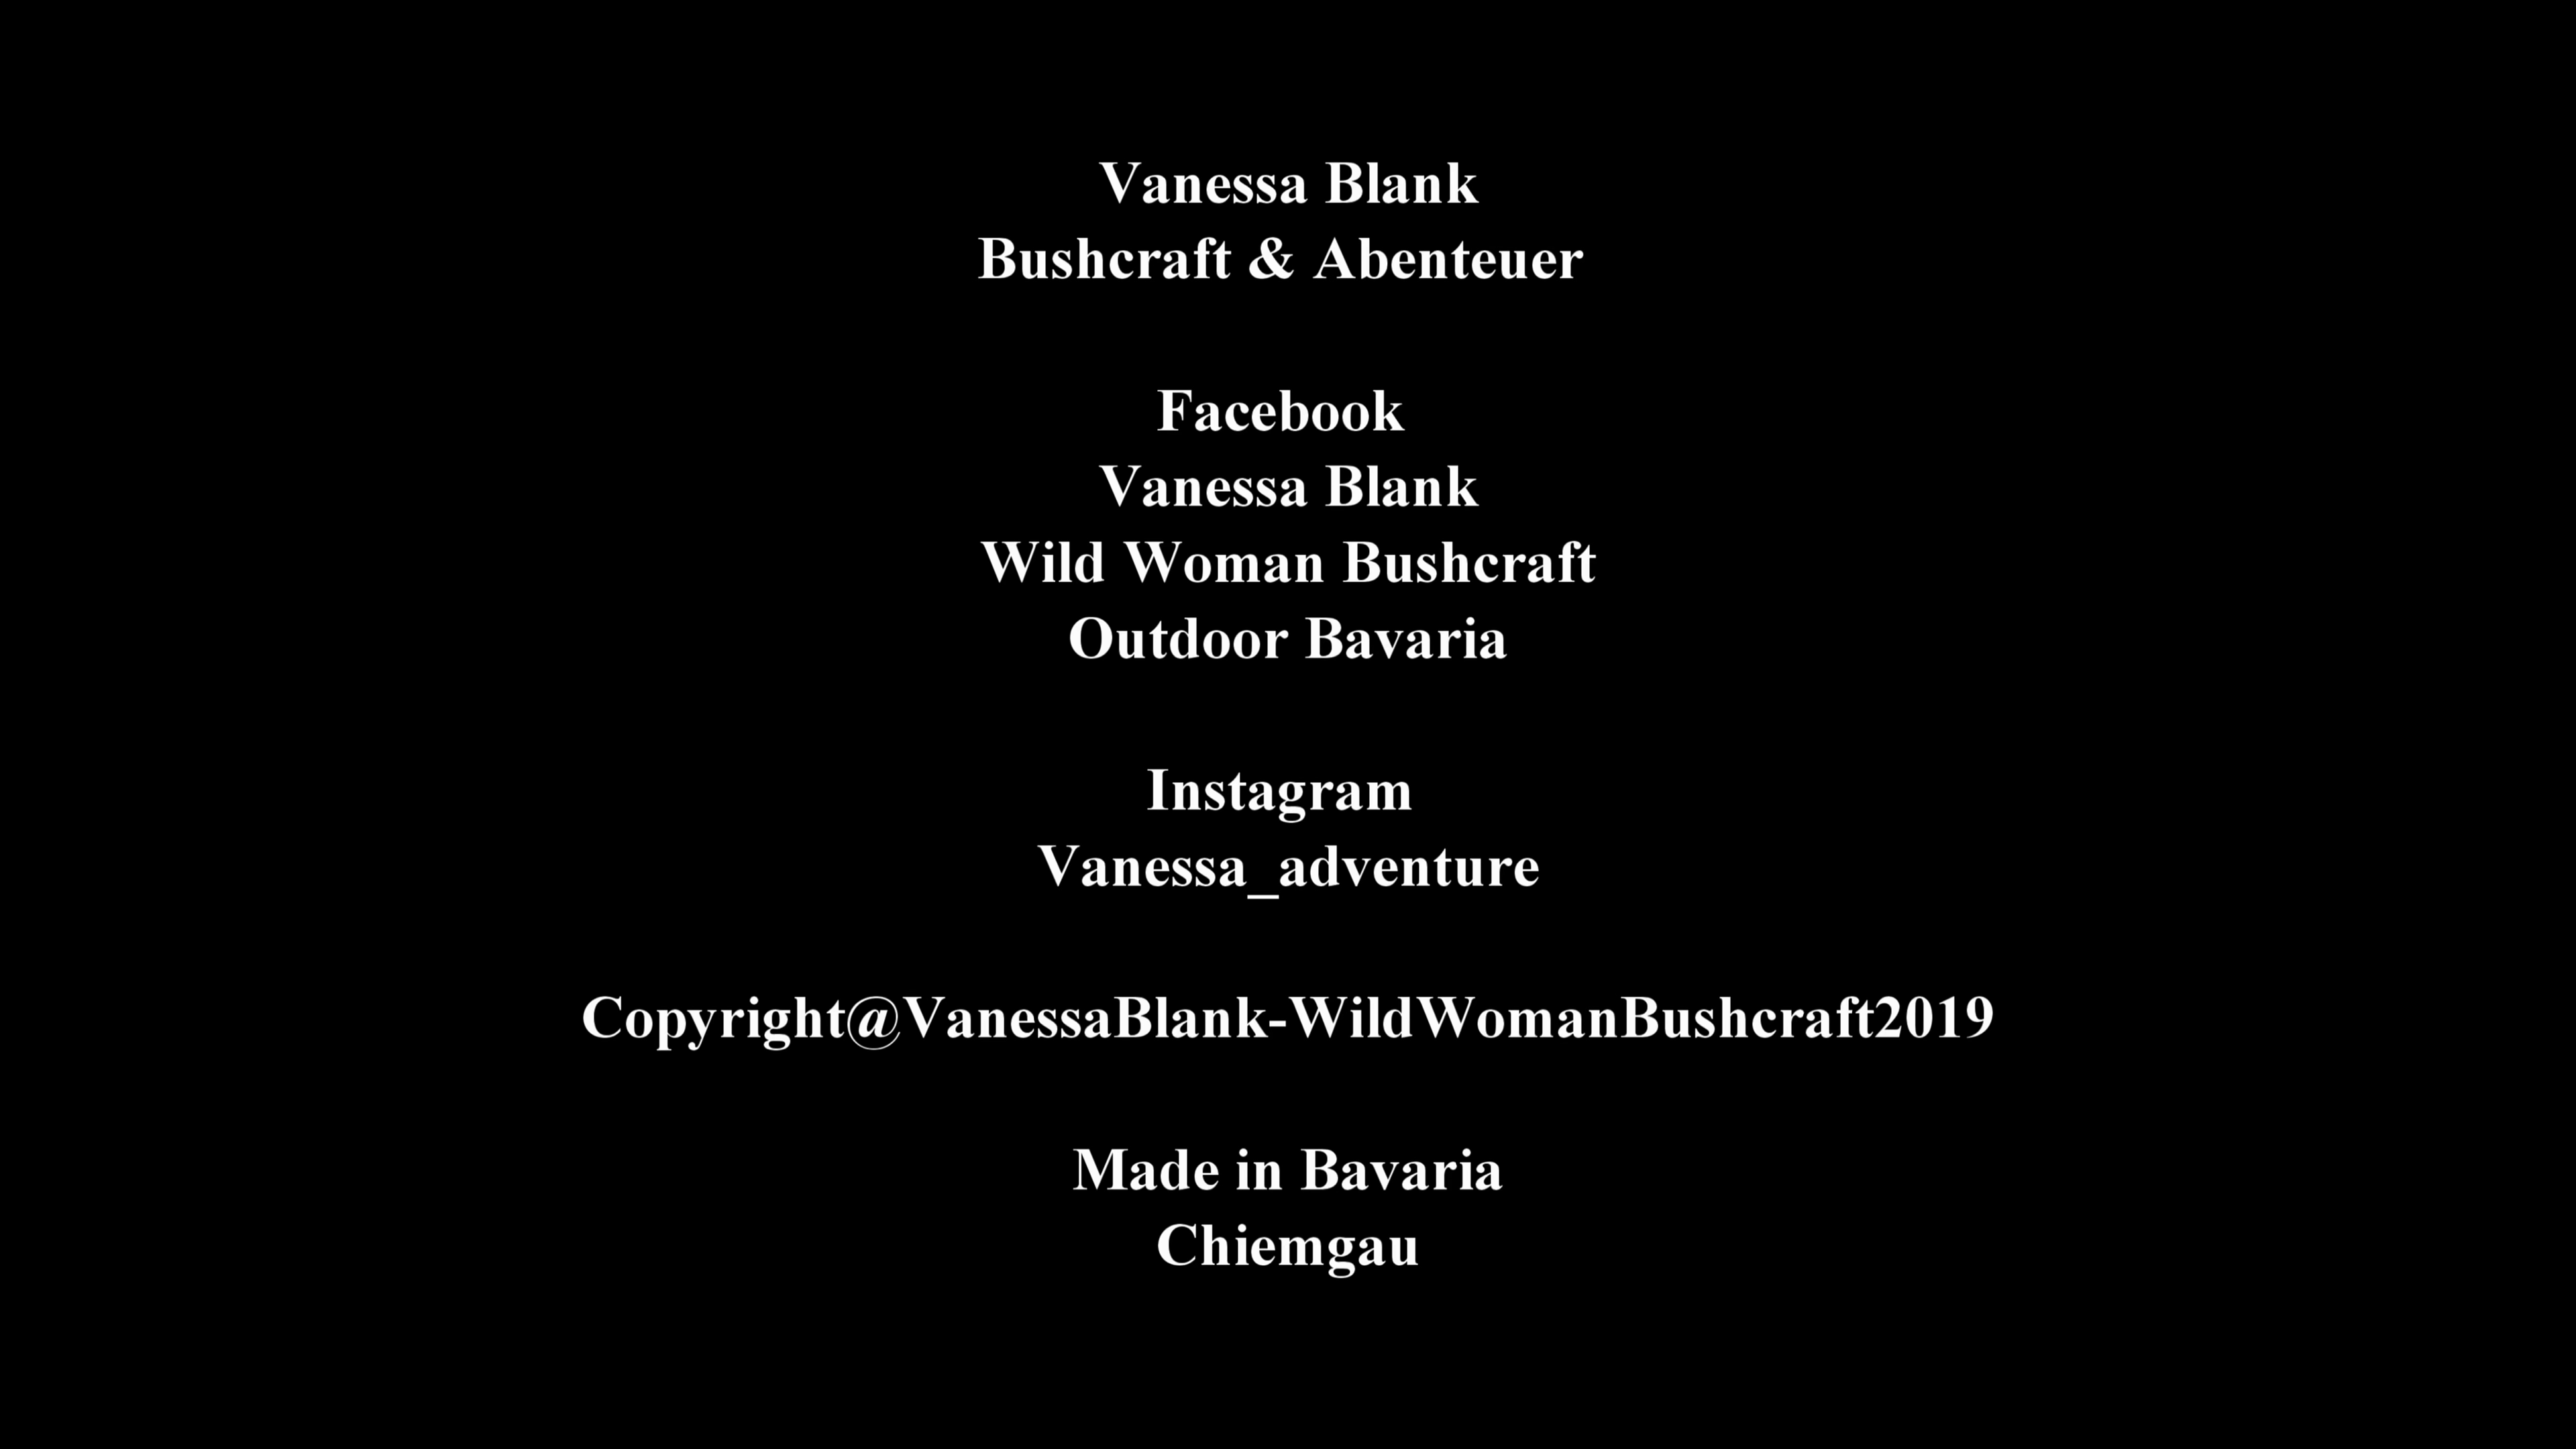 Vanessa Blank
Bushcraft & Abenteuer
Facebook
Vanessa Blank
Wild Woman Bushcraft
Outdoor Bavaria
Instagram
Vanessa_adventure
Copyright@VanessaBlank-WildWomanBushcraft2019
Made in Bavaria
Chiemgau